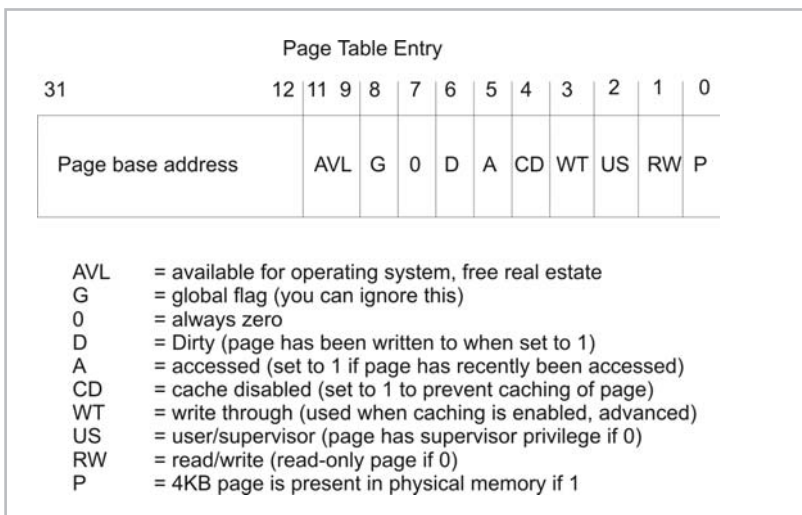 Page Table Entry
31 12 11 9 8 7 6 5 4 3 2 1 0
Page base address AVL G 0 D A CD WT US RW P
AVL = available for operating system, free real estate
G = global flag (you can ignore this)
0 = always zero
D = Dirty (page has been written to when set to 1)
A = accessed (set to 1 if page has recently been accessed)
CD = cache disabled (set to 1 to prevent caching of page)
WT = write through (used when caching is enabled, advanced)
US = user/supervisor (page has supervisor privilege if 0)
RW = read/write (read-only page if 0)
P = 4KB page is present in physical memory if 1